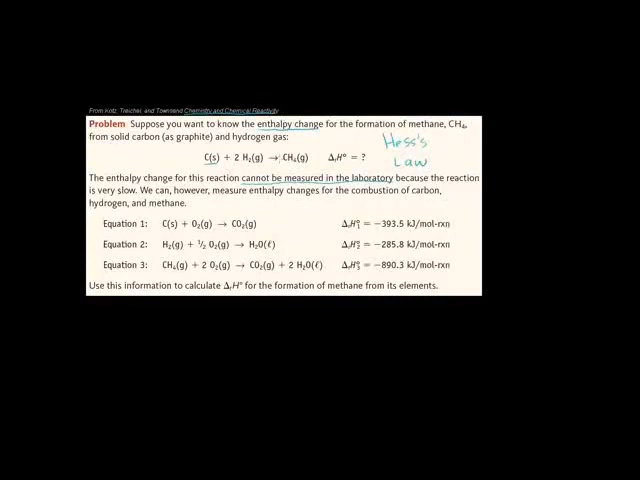 From Kotz, Treichel, and Townsend Chemistry and Chemical Reactivity
Problem Suppose you want to know the enthalpy change for the formation of methane, CH₄,
from solid carbon (as graphite) and hydrogen gas:
Hess's
Law
C(s) + 2 H₂(g) → CH₄(g) ΔᵣH° = ?
The enthalpy change for this reaction cannot be measured in the laboratory because the reaction
is very slow. We can, however, measure enthalpy changes for the combustion of carbon,
hydrogen, and methane.
Equation 1: C(s) + O₂(g) → CO₂(g) ΔᵣH°₁ = −393.5 kJ/mol-rxn
Equation 2: H₂(g) + ½ O₂(g) → H₂O(ℓ) ΔᵣH°₂ = −285.8 kJ/mol-rxn
Equation 3: CH₄(g) + 2 O₂(g) → CO₂(g) + 2 H₂O(ℓ) ΔᵣH°₃ = −890.3 kJ/mol-rxn
Use this information to calculate ΔᵣH° for the formation of methane from its elements.